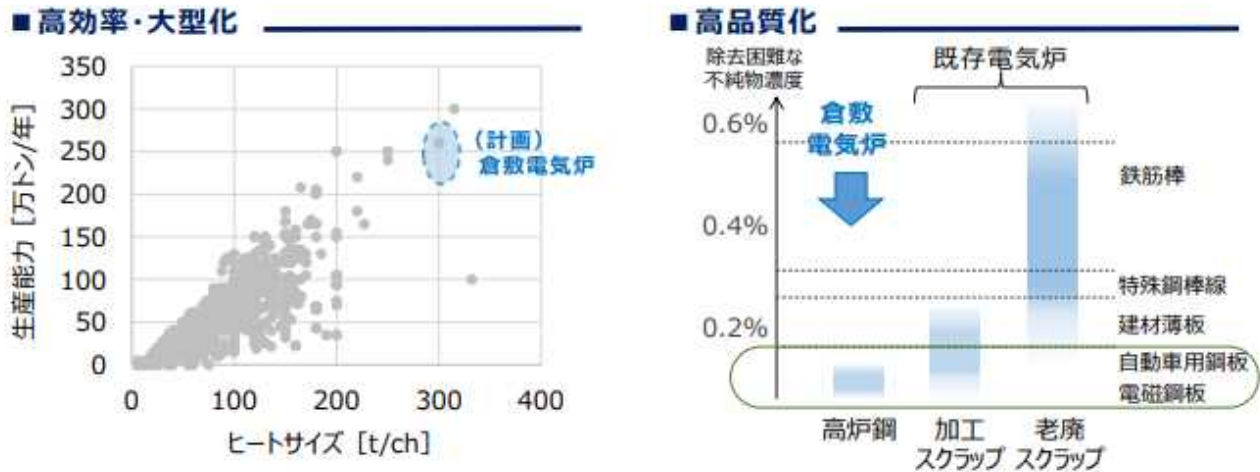 ■高効率・大型化
350
300
250
200
150
100
50
0
生産能力 [万トン/年]
0 100 200 300 400
ヒートサイズ [t/ch]
(計画)
倉敷電気炉
■高品質化
除去困難な
不純物濃度
既存電気炉
0.6%
0.4%
0.2%
倉敷
電気炉
鉄筋棒
特殊鋼棒線
建材薄板
自動車用鋼板
電磁鋼板
高炉鋼
加工
スクラップ
老廃
スクラップ